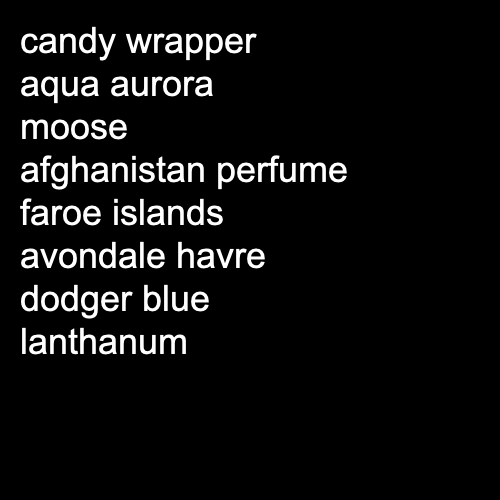 candy wrapper
aqua aurora
moose
afghanistan perfume
faroe islands
avondale havre
dodger blue
lanthanum